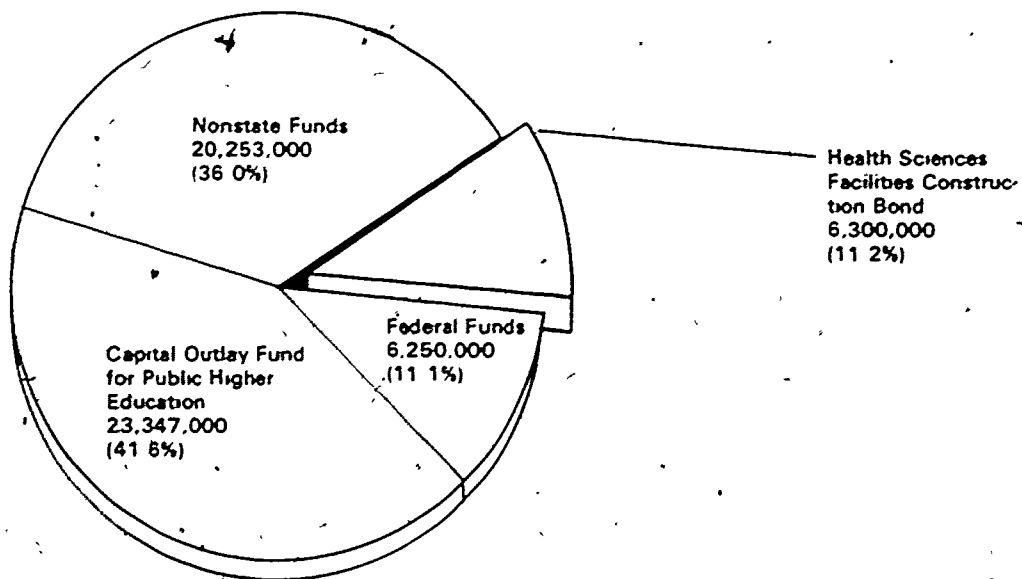 Nonstate Funds
20,253,000
(36 0%)
Health Sciences
Facilities Construc-
tion Bond
6,300,000
(11 2%)
Federal Funds
6,250,000
(11 1%)
Capital Outlay Fund
for Public Higher
Education
23,347,000
(41 6%)